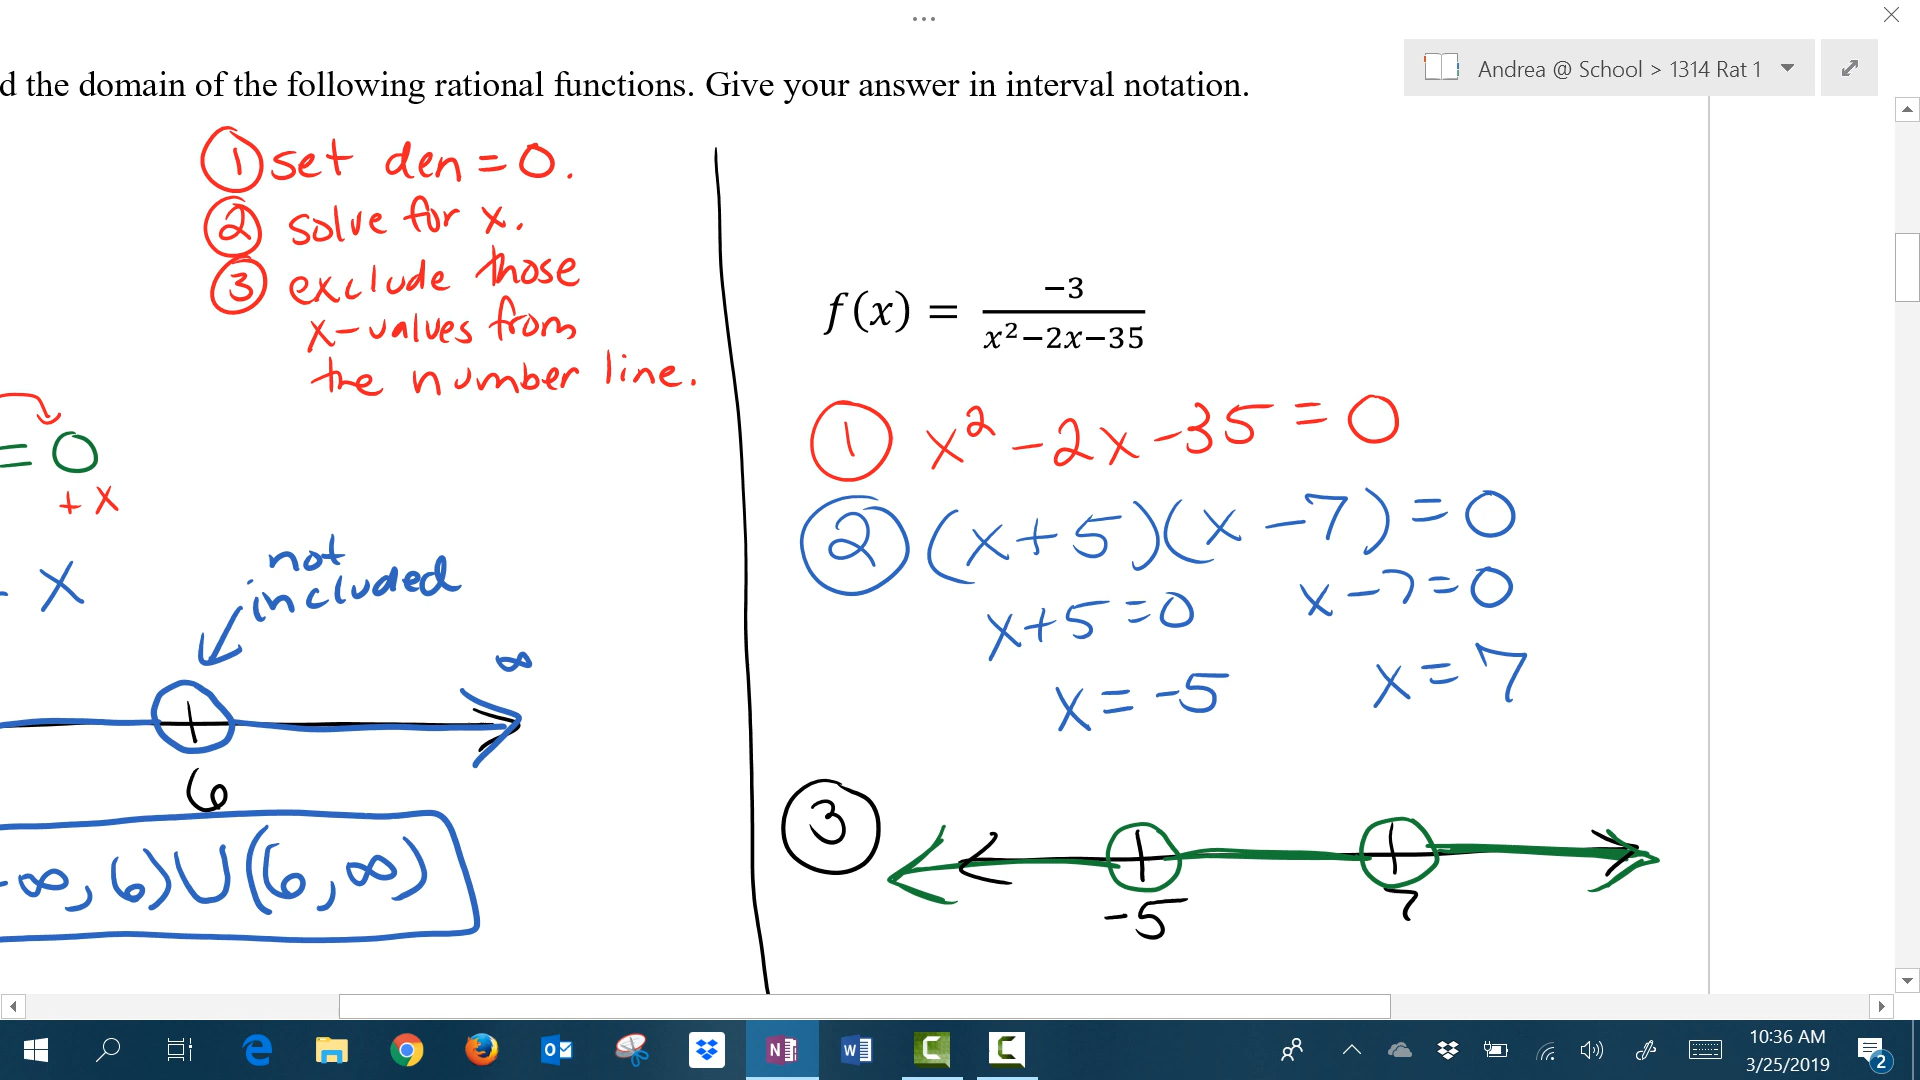 d the domain of the following rational functions. Give your answer in interval notation.
Andrea @ School > 1314 Rat 1
① set den = 0.
② solve for x.
③ exclude those
x-values from
the number line.
= 0
+ x
x
not
included
∞
6
-∞, 6) ∪ (6, ∞)
f(x) = -3 / x²-2x-35
① x² - 2x - 35 = 0
② (x+5)(x-7) = 0
x+5=0 x-7=0
x = -5 x = 7
③
-5 7
10:36 AM
3/25/2019
2